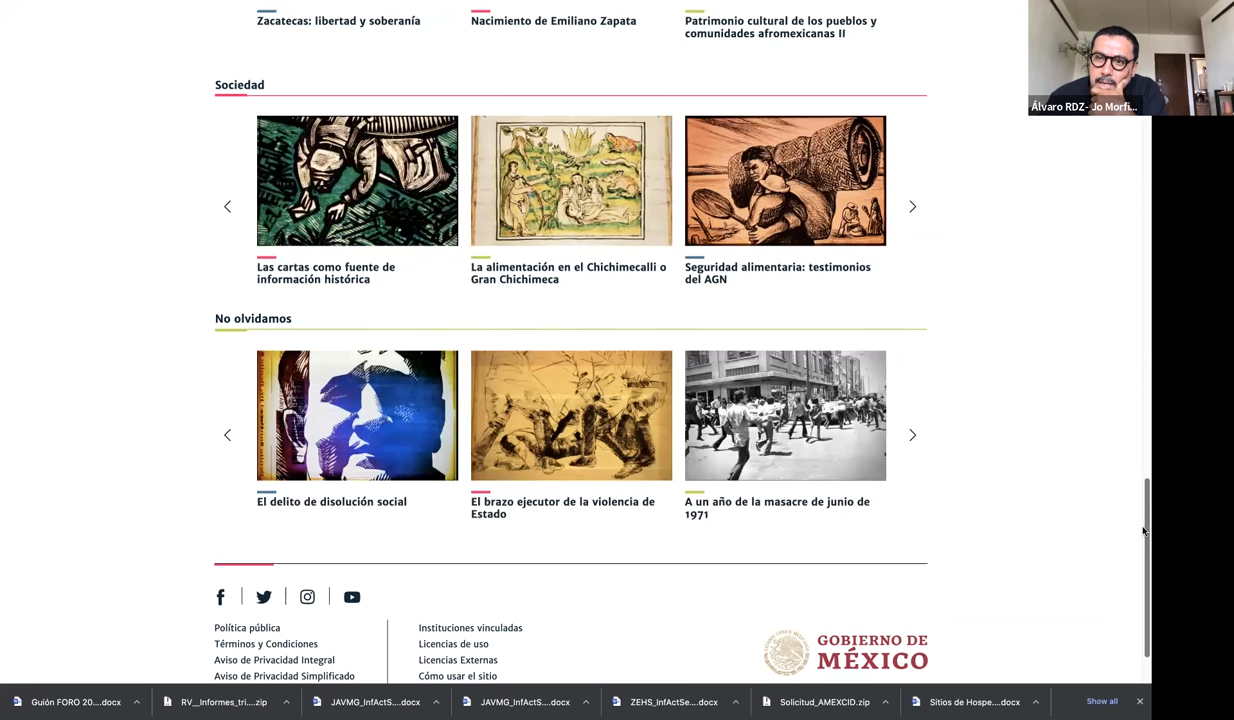 Zacatecas: libertad y soberanía
Nacimiento de Emiliano Zapata
Patrimonio cultural de los pueblos y
comunidades afromexicanas II
Álvaro RDZ- Jo Morfi...
Sociedad
Las cartas como fuente de
información histórica
La alimentación en el Chichimecalli o
Gran Chichimeca
Seguridad alimentaria: testimonios
del AGN
No olvidamos
El delito de disolución social
El brazo ejecutor de la violencia de
Estado
A un año de la masacre de junio de
1971
Política pública
Términos y Condiciones
Aviso de Privacidad Integral
Aviso de Privacidad Simplificado
Instituciones vinculadas
Licencias de uso
Licencias Externas
Cómo usar el sitio
GOBIERNO DE
MÉXICO
Guión FORO 20....docx
RV__Informes_tri....zip
JAVMG_InfActS....docx
JAVMG_InfActS....docx
ZEHS_InfActSe....docx
Solicitud_AMEXCID.zip
Sitios de Hospe....docx
Show all